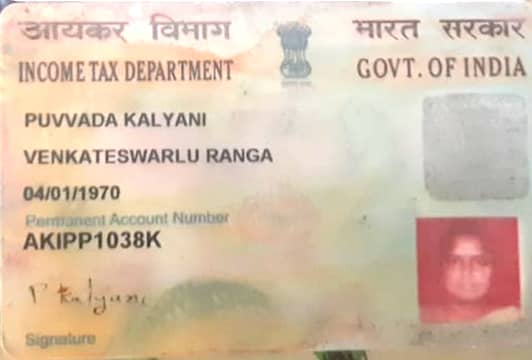 आयकर विभाग
भारत सरकार
INCOME TAX DEPARTMENT
GOVT. OF INDIA
PUVVADA KALYANI
VENKATESWARLU RANGA
04/01/1970
Permanent Account Number
AKIPP1038K
P Kalyani
Signature